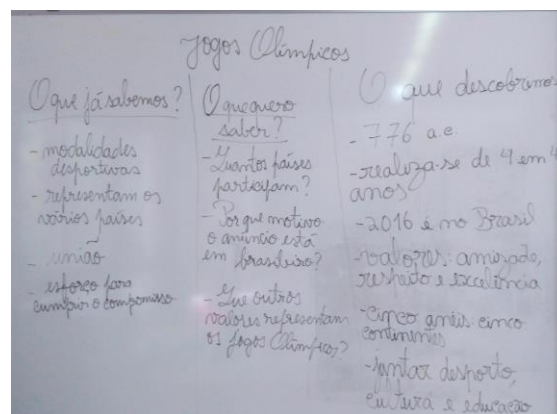 Jogos Olímpicos
O que já sabemos?
- modalidades
desportivas
- representam os
vários países
- união
- esforço para
cumprir o compromisso
O que quero
saber?
- Quantos países
participam?
- Por que motivo
o anúncio está
em brasileiro?
- Que outros
valores representam
os Jogos Olímpicos?
O que descobrimos
- 776 a.c.
- realiza-se de 4 em 4
anos
- 2016 é no Brasil
- valores: amizade,
respeito e excelência
- cinco anéis: cinco
continentes
- juntar desporto,
cultura e educação